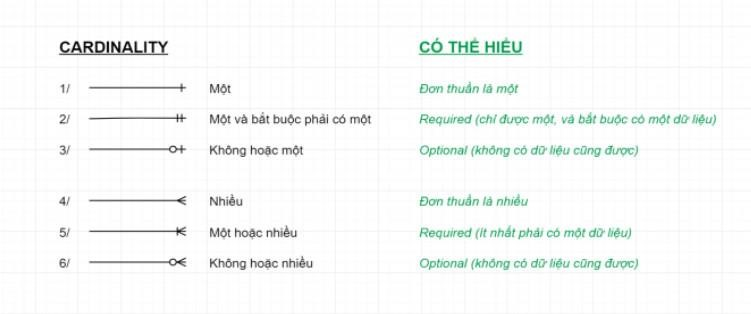 CARDINALITY CÓ THỂ HIỂU
1/ Một Đơn thuần là một
2/ Một và bắt buộc phải có một Required (chỉ được một, và bắt buộc có một dữ liệu)
3/ Không hoặc một Optional (không có dữ liệu cũng được)
4/ Nhiều Đơn thuần là nhiều
5/ Một hoặc nhiều Required (ít nhất phải có một dữ liệu)
6/ Không hoặc nhiều Optional (không có dữ liệu cũng được)